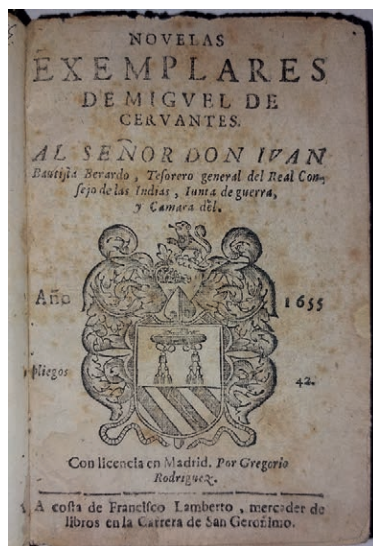 NOVELAS
EXEMPLARES
DE MIGVEL DE
CERVANTES.
AL SEÑOR DON IVAN
Bautista Berardo, Tesorero general del Real Con-
sejo de las Indias, Iunta de guerra,
y Camara del.
Año 1655
pliegos 42.
Con licencia en Madrid. Por Gregorio
Rodriguez.
A costa de Francisco Lamberto, mercader de
libros en la Carrera de San Geronimo.